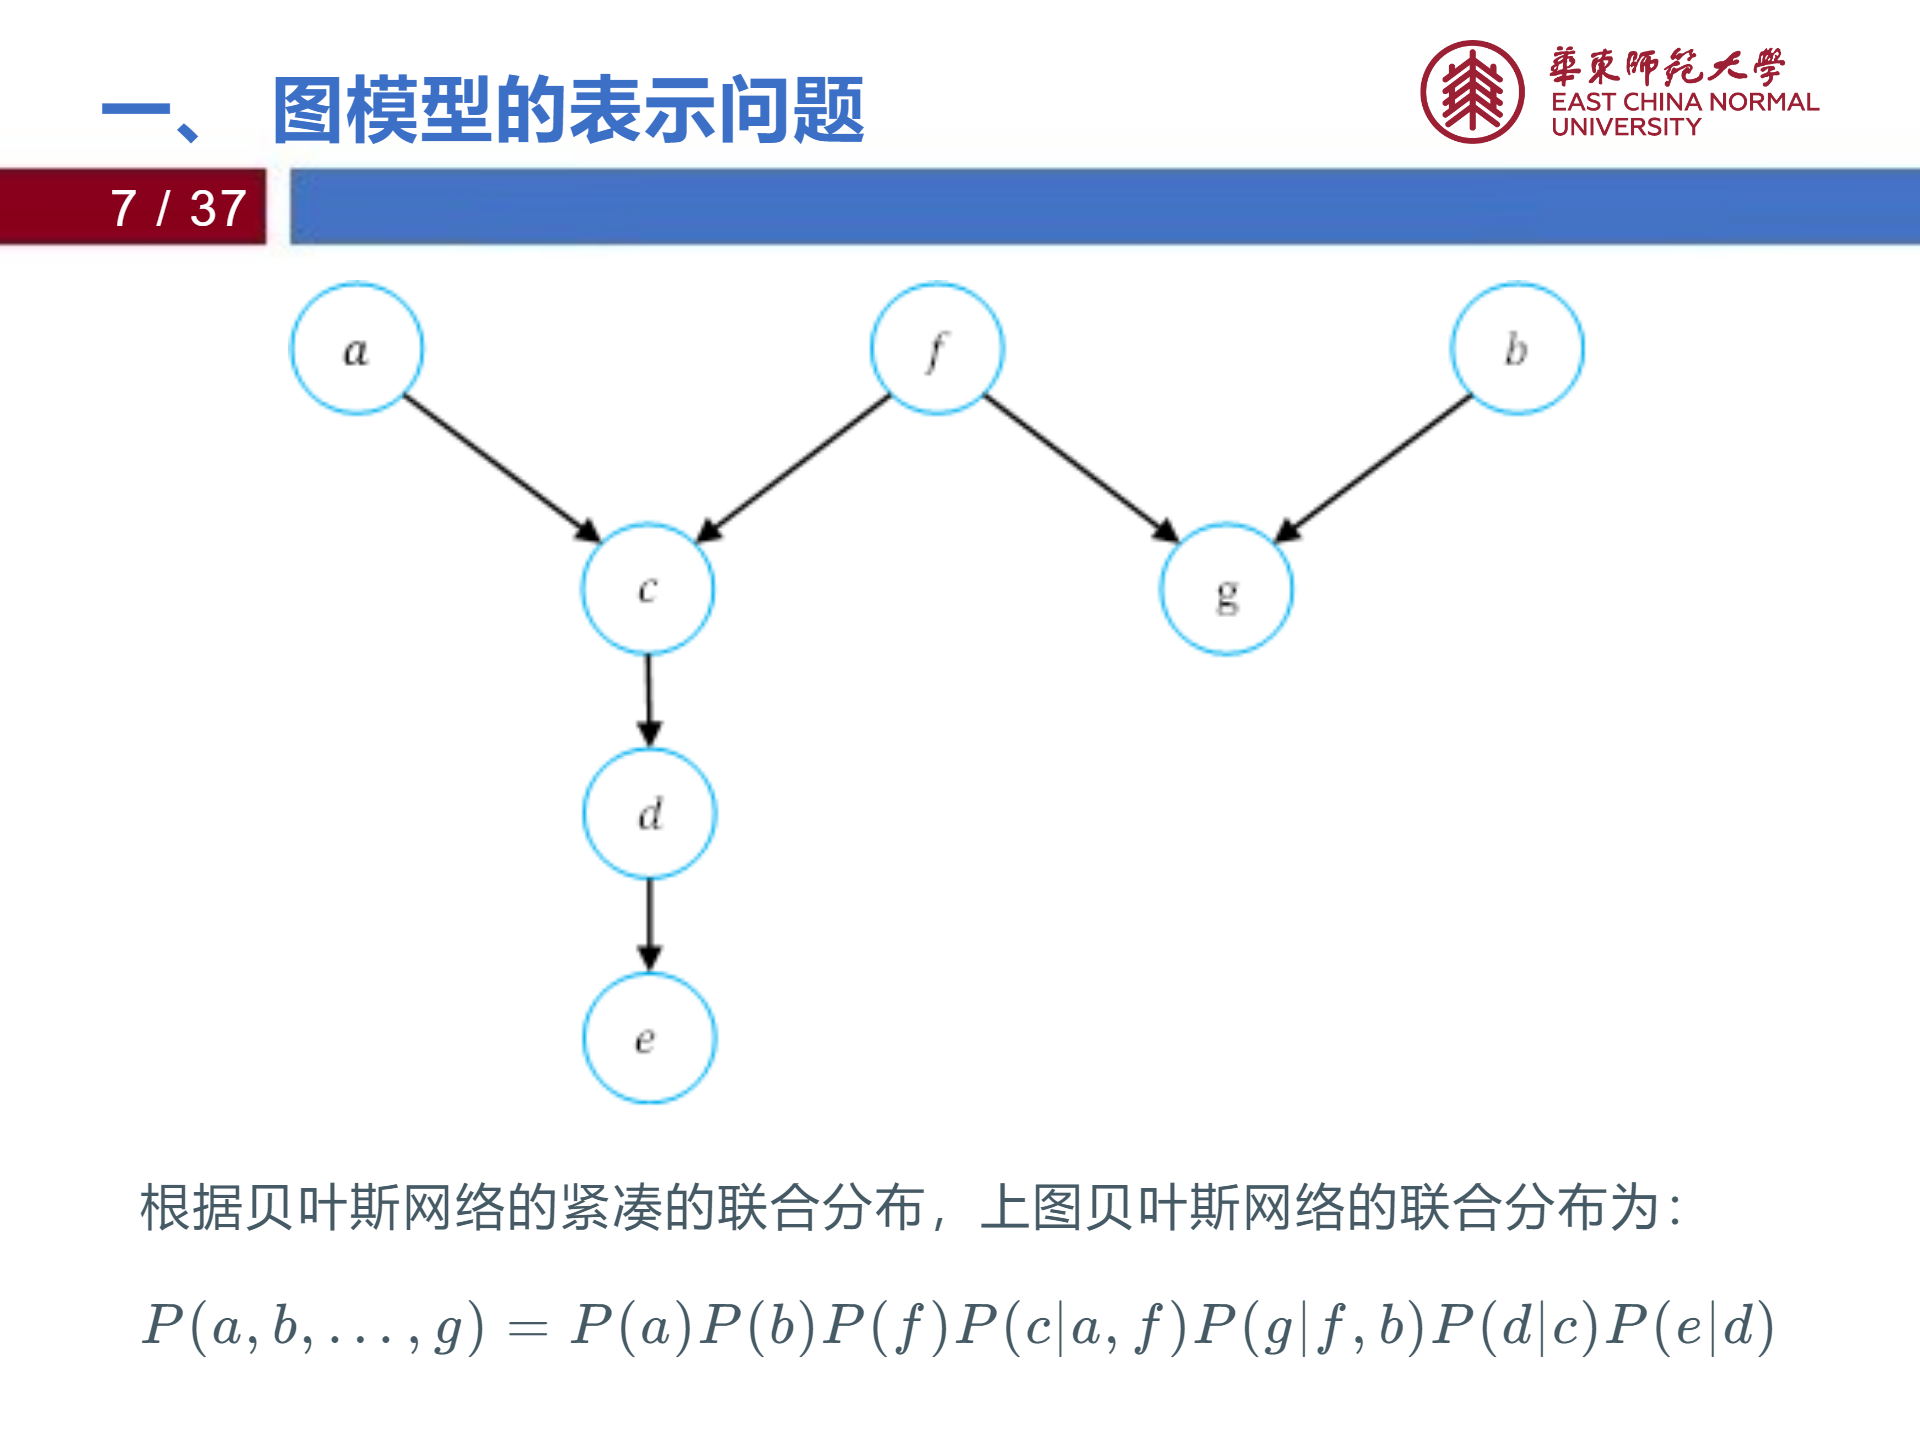 一、 图模型的表示问题
華東師範大學
EAST CHINA NORMAL
UNIVERSITY
7 / 37
a
f
b
c
g
d
e
根据贝叶斯网络的紧凑的联合分布，上图贝叶斯网络的联合分布为：
P(a, b, . . . , g) = P(a)P(b)P(f)P(c|a, f)P(g|f, b)P(d|c)P(e|d)